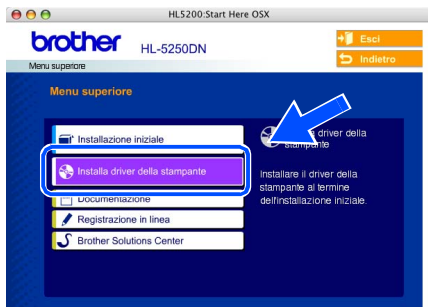 HL5200:Start Here OSX
brother
HL-5250DN
Esci
Indietro
Menu superiore
Menu superiore
Installazione iniziale
Installa driver della stampante
Documentazione
Registrazione in linea
Brother Solutions Center
driver della
stampante
Installare il driver della
stampante al termine
dell'installazione iniziale.